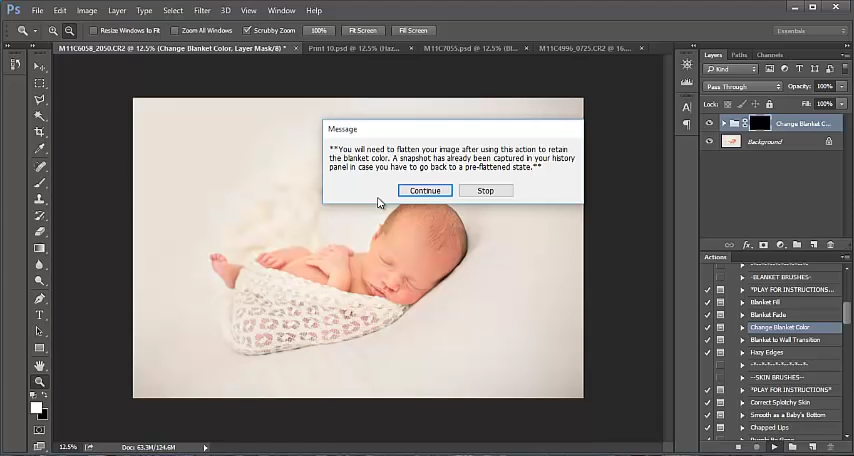 Ps File Edit Image Layer Type Select Filter 3D View Window Help
Resize Windows to Fit Zoom All Windows Scrubby Zoom 100% Fit Screen Fill Screen Essentials
M11C6058_2050.CR2 @ 12.5% (Change Blanket Color, Layer Mask/8) * × Print 10.psd @ 12.5% (Haz... × M11C7055.psd @ 12.5% (Bl... × M11C4996_0725.CR2 @ 16.... ×
Layers Paths Channels
Kind
Pass Through Opacity: 100%
Lock: Fill: 100%
Change Blanket C...
Background
Message
**You will need to flatten your image after using this action to retain
the blanket color. A snapshot has already been captured in your history
panel in case you have to go back to a pre-flattened state.**
Continue Stop
fx
Actions
-BLANKET BRUSHES-
*PLAY FOR INSTRUCTIONS...
Blanket Fill
Blanket Fade
Change Blanket Color
Blanket to Wall Transition
Hazy Edges
--SKIN BRUSHES--
*PLAY FOR INSTRUCTIONS*
Correct Splotchy Skin
Smooth as a Baby's Bottom
Chapped Lips
12.5% Doc: 63.3M/124.6M